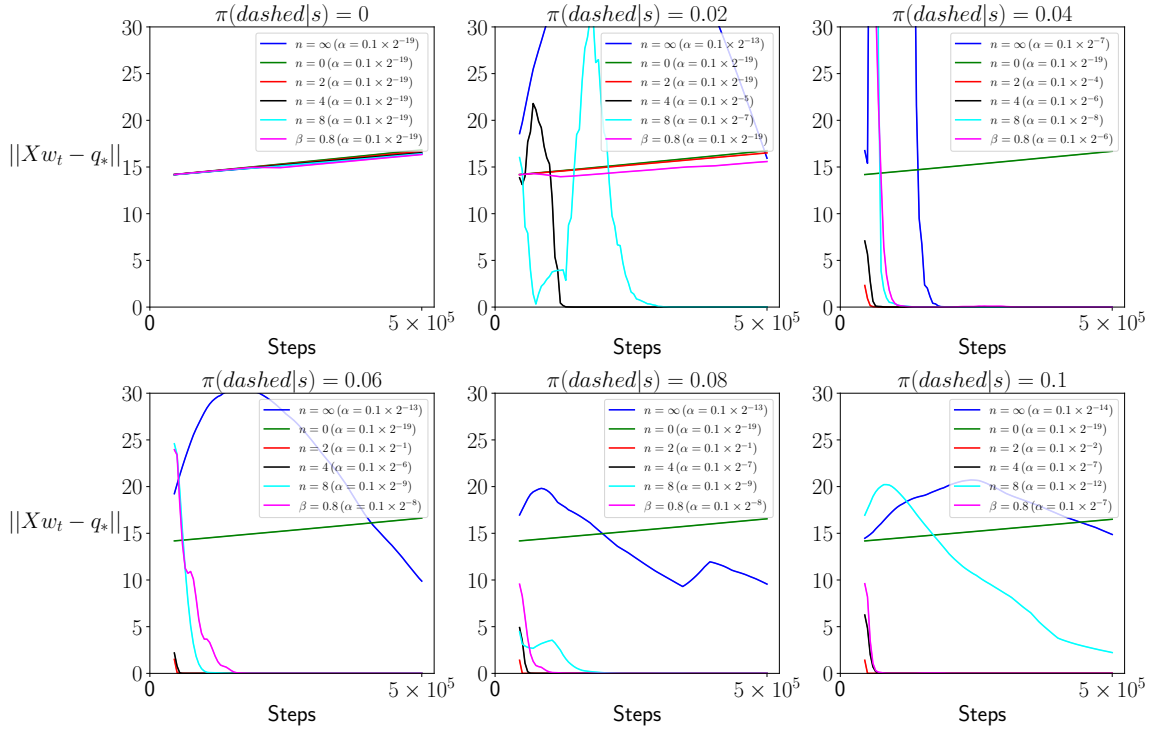 π(dashed|s) = 0
30
25
20
15
10
5
0
||Xw_t − q_*||
n = ∞ (α = 0.1 × 2^{-19})
n = 0 (α = 0.1 × 2^{-19})
n = 2 (α = 0.1 × 2^{-19})
n = 4 (α = 0.1 × 2^{-19})
n = 8 (α = 0.1 × 2^{-19})
β = 0.8 (α = 0.1 × 2^{-19})
0
5 × 10^5
Steps
π(dashed|s) = 0.02
30
25
20
15
10
5
0
n = ∞ (α = 0.1 × 2^{-13})
n = 0 (α = 0.1 × 2^{-19})
n = 2 (α = 0.1 × 2^{-19})
n = 4 (α = 0.1 × 2^{-5})
n = 8 (α = 0.1 × 2^{-7})
β = 0.8 (α = 0.1 × 2^{-19})
0
5 × 10^5
Steps
π(dashed|s) = 0.04
30
25
20
15
10
5
0
n = ∞ (α = 0.1 × 2^{-7})
n = 0 (α = 0.1 × 2^{-19})
n = 2 (α = 0.1 × 2^{-4})
n = 4 (α = 0.1 × 2^{-6})
n = 8 (α = 0.1 × 2^{-8})
β = 0.8 (α = 0.1 × 2^{-6})
0
5 × 10^5
Steps
π(dashed|s) = 0.06
30
25
20
15
10
5
0
||Xw_t − q_*||
n = ∞ (α = 0.1 × 2^{-13})
n = 0 (α = 0.1 × 2^{-19})
n = 2 (α = 0.1 × 2^{-1})
n = 4 (α = 0.1 × 2^{-6})
n = 8 (α = 0.1 × 2^{-9})
β = 0.8 (α = 0.1 × 2^{-8})
0
5 × 10^5
Steps
π(dashed|s) = 0.08
30
25
20
15
10
5
0
n = ∞ (α = 0.1 × 2^{-13})
n = 0 (α = 0.1 × 2^{-19})
n = 2 (α = 0.1 × 2^{-1})
n = 4 (α = 0.1 × 2^{-7})
n = 8 (α = 0.1 × 2^{-9})
β = 0.8 (α = 0.1 × 2^{-8})
0
5 × 10^5
Steps
π(dashed|s) = 0.1
30
25
20
15
10
5
0
n = ∞ (α = 0.1 × 2^{-14})
n = 0 (α = 0.1 × 2^{-19})
n = 2 (α = 0.1 × 2^{-2})
n = 4 (α = 0.1 × 2^{-7})
n = 8 (α = 0.1 × 2^{-12})
β = 0.8 (α = 0.1 × 2^{-7})
0
5 × 10^5
Steps